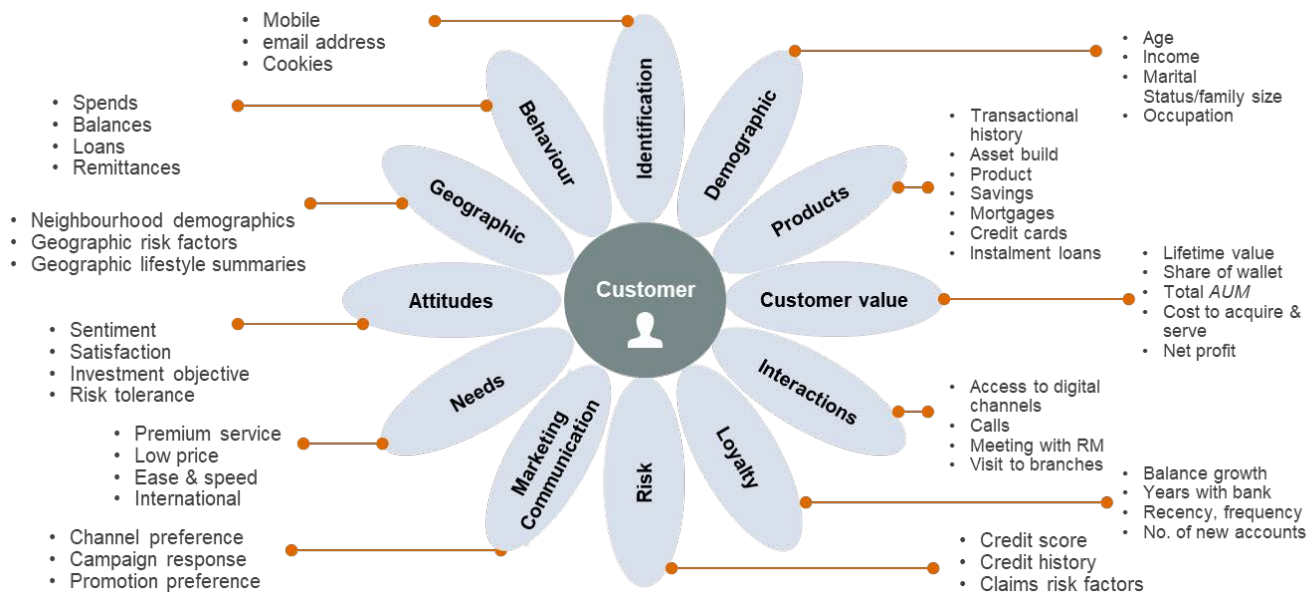 • Mobile
• email address
• Cookies
• Spends
• Balances
• Loans
• Remittances
• Neighbourhood demographics
• Geographic risk factors
• Geographic lifestyle summaries
• Sentiment
• Satisfaction
• Investment objective
• Risk tolerance
• Premium service
• Low price
• Ease & speed
• International
• Channel preference
• Campaign response
• Promotion preference
Identification
Demographic
Products
Customer value
Interactions
Loyalty
Risk
Marketing
Communication
Needs
Attitudes
Geographic
Behaviour
Customer
• Age
• Income
• Marital
Status/family size
• Occupation
• Transactional
history
• Asset build
• Product
• Savings
• Mortgages
• Credit cards
• Instalment loans
• Lifetime value
• Share of wallet
• Total AUM
• Cost to acquire &
serve
• Net profit
• Access to digital
channels
• Calls
• Meeting with RM
• Visit to branches
• Balance growth
• Years with bank
• Recency, frequency
• No. of new accounts
• Credit score
• Credit history
• Claims risk factors